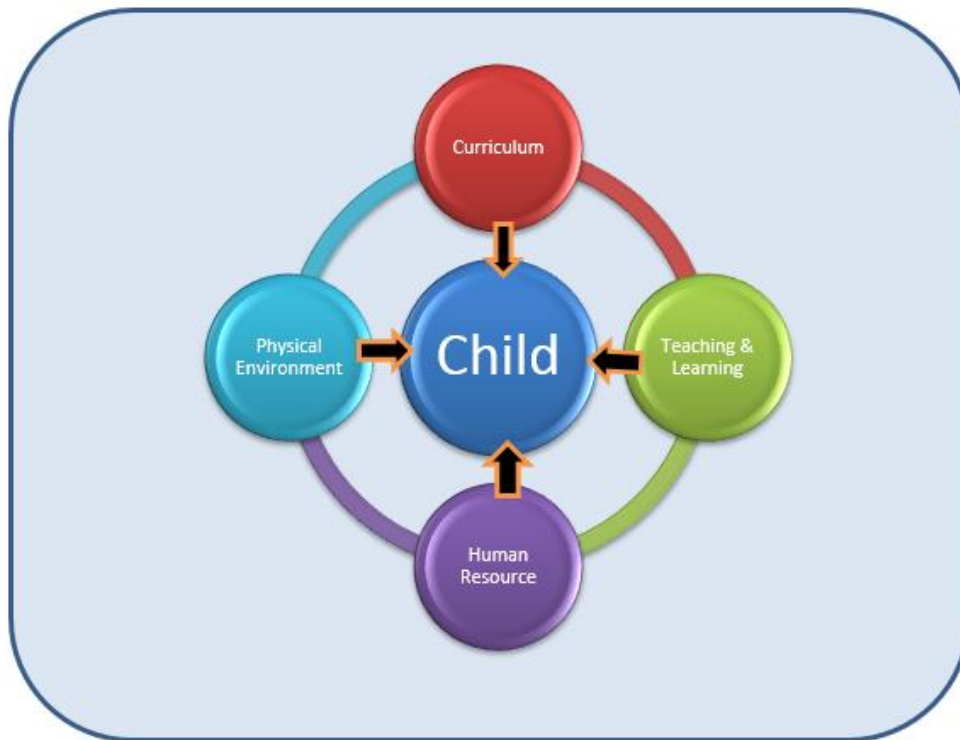 Curriculum
Physical
Environment
Child
Teaching &
Learning
Human
Resource